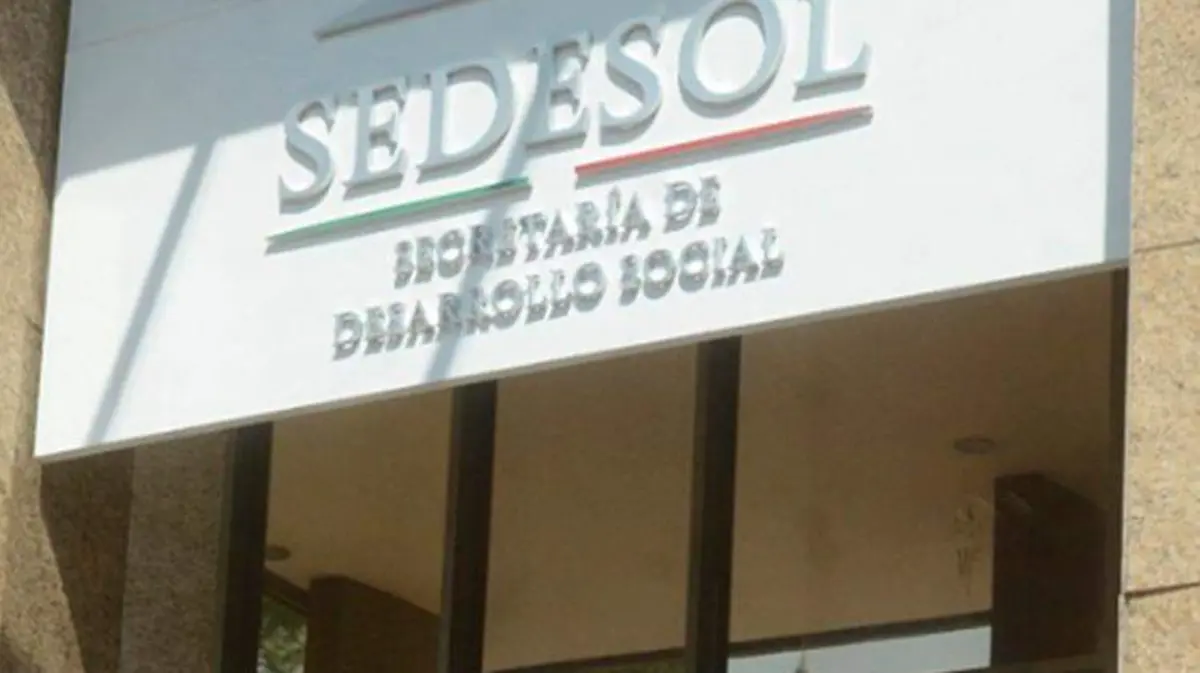 SEDESOL
SECRETARÍA DE
DESARROLLO SOCIAL